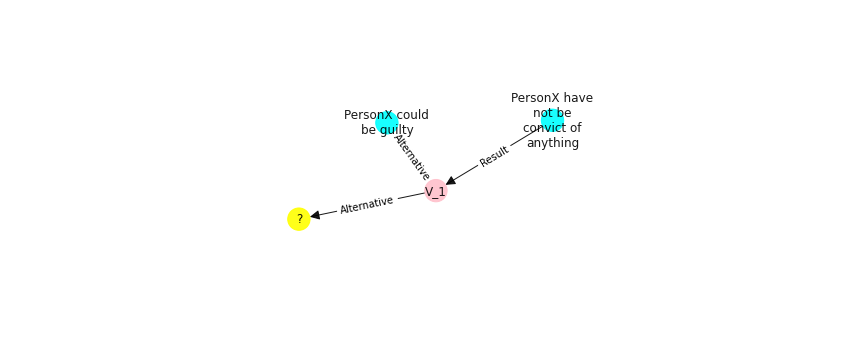 PersonX could
be guilty
PersonX have
not be
convict of
anything
Alternative
Result
V_1
Alternative
?